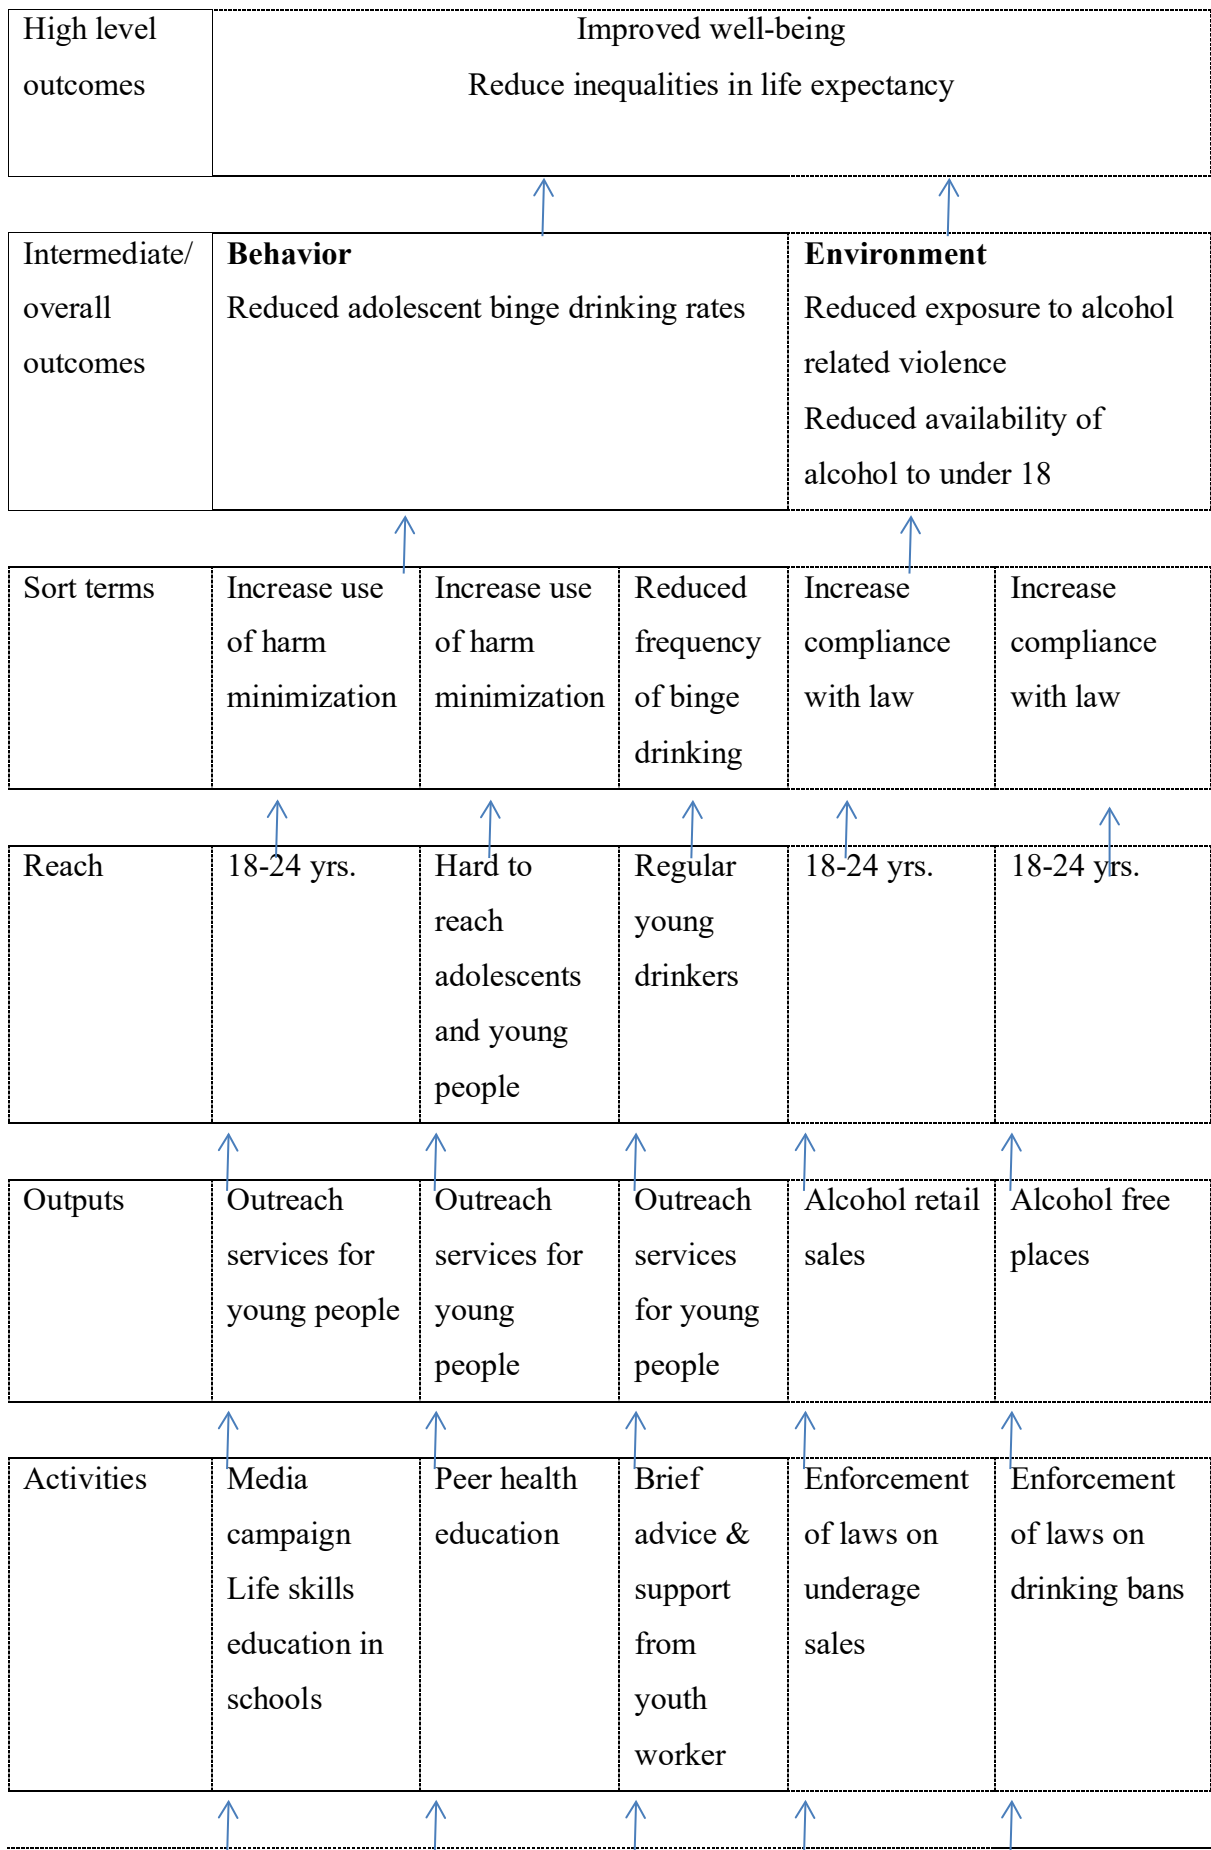 High level
outcomes
Improved well-being
Reduce inequalities in life expectancy
Intermediate/
overall
outcomes
Behavior
Reduced adolescent binge drinking rates
Environment
Reduced exposure to alcohol
related violence
Reduced availability of
alcohol to under 18
Sort terms
Increase use
of harm
minimization
Increase use
of harm
minimization
Reduced
frequency
of binge
drinking
Increase
compliance
with law
Increase
compliance
with law
Reach
18-24 yrs.
Hard to
reach
adolescents
and young
people
Regular
young
drinkers
18-24 yrs.
18-24 yrs.
Outputs
Outreach
services for
young people
Outreach
services for
young
people
Outreach
services
for young
people
Alcohol retail
sales
Alcohol free
places
Activities
Media
campaign
Life skills
education in
schools
Peer health
education
Brief
advice &
support
from
youth
worker
Enforcement
of laws on
underage
sales
Enforcement
of laws on
drinking bans